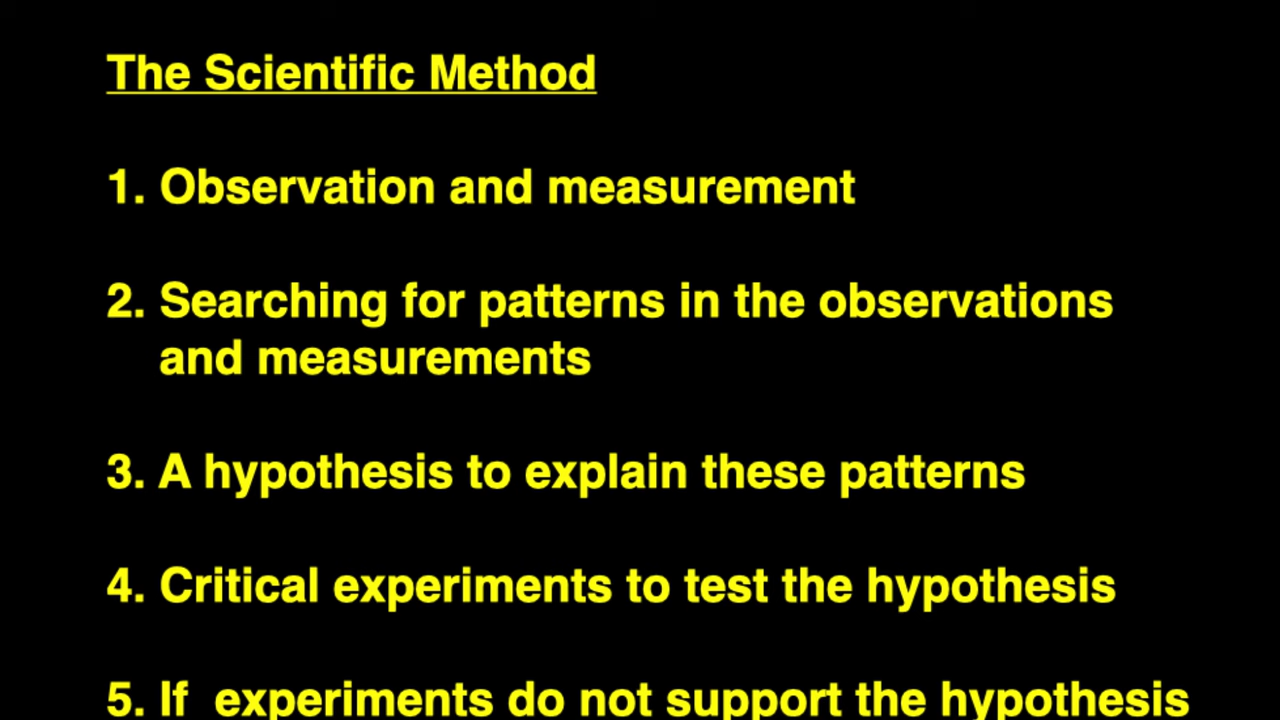 The Scientific Method
1. Observation and measurement
2. Searching for patterns in the observations
and measurements
3. A hypothesis to explain these patterns
4. Critical experiments to test the hypothesis
5. If  experiments do not support the hypothesis